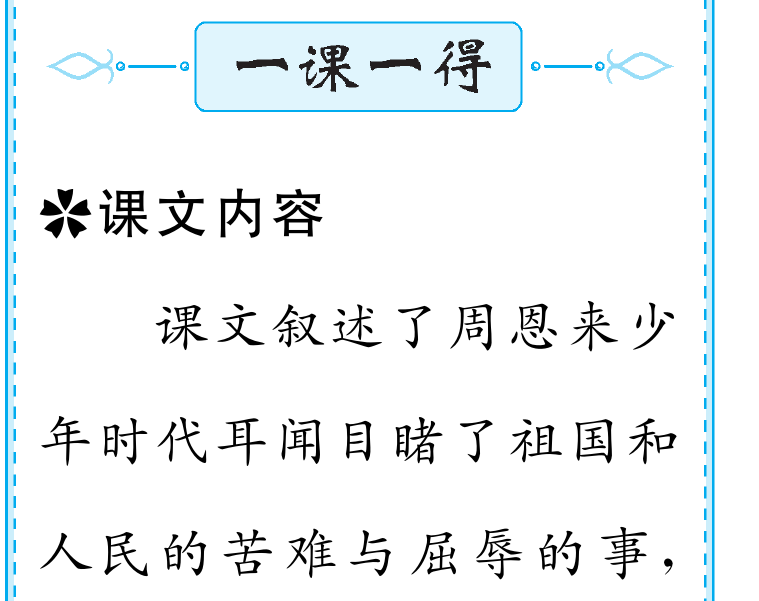 一课一得
课文内容
课文叙述了周恩来少
年时代耳闻目睹了祖国和
人民的苦难与屈辱的事，